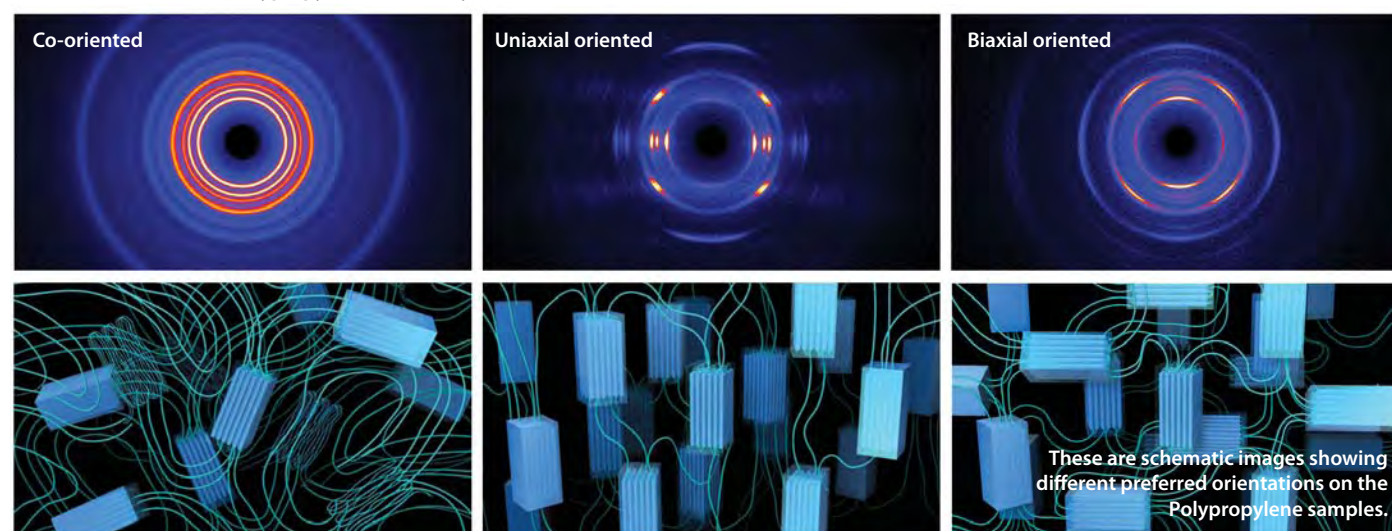 Co-oriented
Uniaxial oriented
Biaxial oriented
These are schematic images showing
different preferred orientations on the
Polypropylene samples.